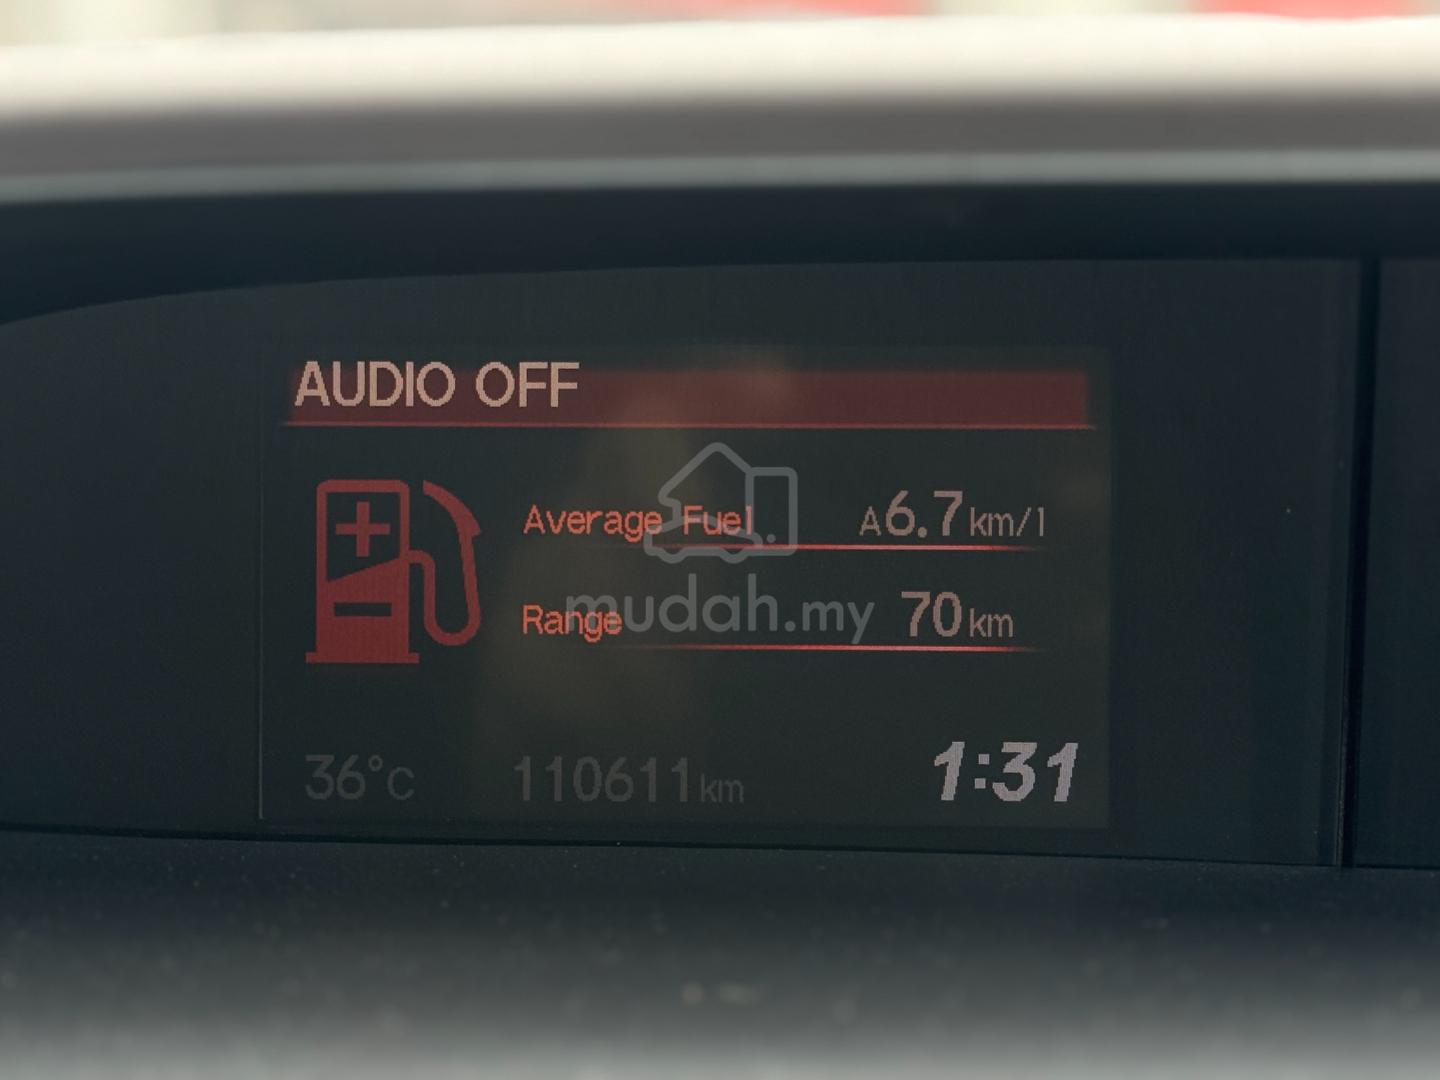 AUDIO OFF
Average Fuel A6.7km/l
Range 70km
mudah.my
36°C 110611km 1:31